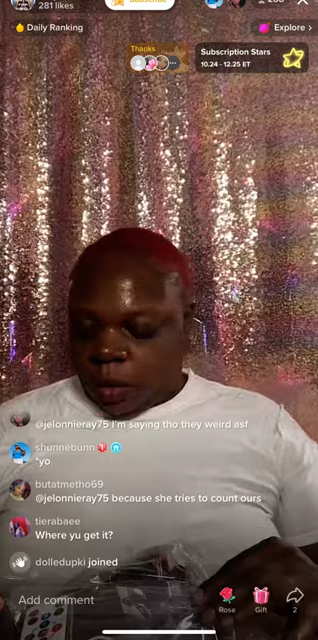 281 likes
Subscribe
Daily Ranking
Explore >
Thanks
Subscription Stars
10.24 - 12.25 ET
@jelonnieray75 I'm saying tho they weird asf
shunnebunn
"yo
butatmetho69
@jelonnieray75 because she tries to count ours
tierabaee
Where yu get it?
dolledupki joined
Add comment
Rose
Gift
2